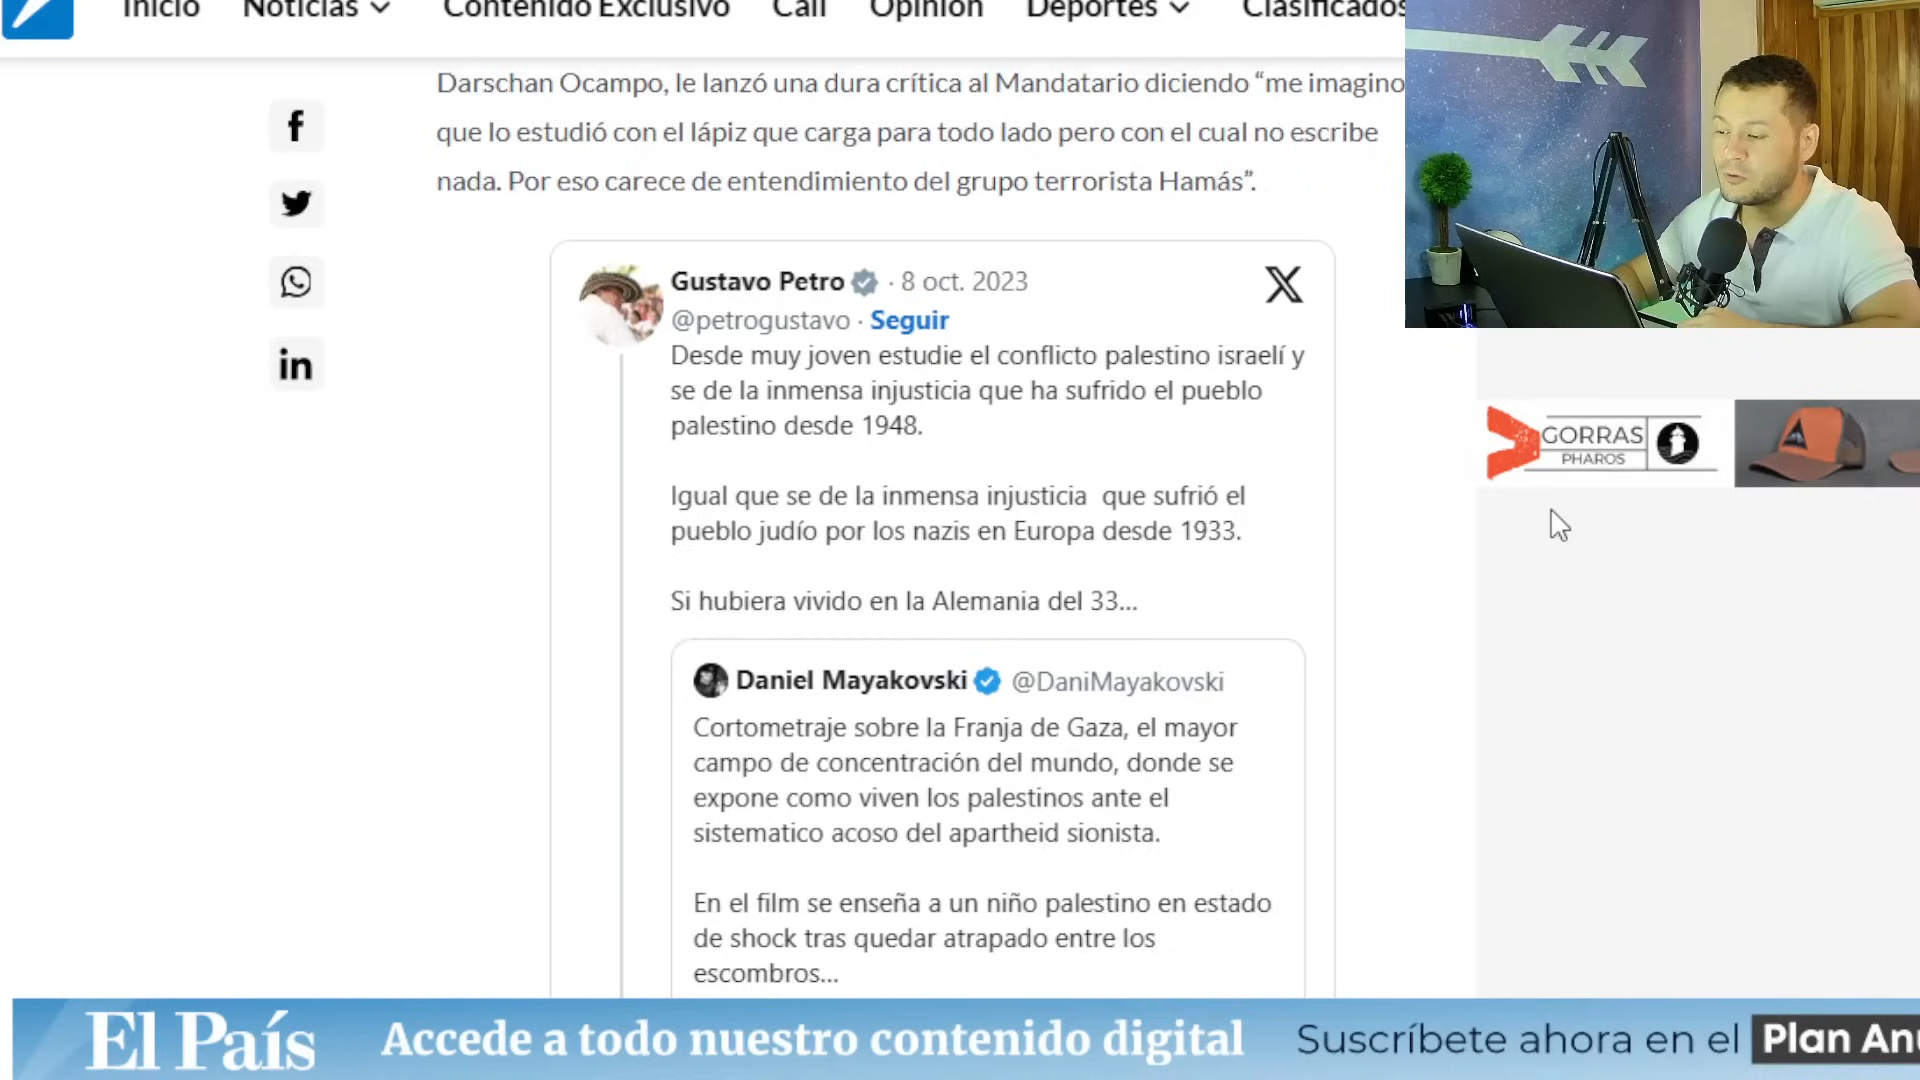 Inicio Noticias Contenido Exclusivo Cali Opinión Deportes Clasificados
Darschan Ocampo, le lanzó una dura crítica al Mandatario diciendo “me imagino
que lo estudió con el lápiz que carga para todo lado pero con el cual no escribe
nada. Por eso carece de entendimiento del grupo terrorista Hamás”.
Gustavo Petro · 8 oct. 2023
@petrogustavo · Seguir
Desde muy joven estudie el conflicto palestino israelí y
se de la inmensa injusticia que ha sufrido el pueblo
palestino desde 1948.
Igual que se de la inmensa injusticia que sufrió el
pueblo judío por los nazis en Europa desde 1933.
Si hubiera vivido en la Alemania del 33...
Daniel Mayakovski @DaniMayakovski
Cortometraje sobre la Franja de Gaza, el mayor
campo de concentración del mundo, donde se
expone como viven los palestinos ante el
sistematico acoso del apartheid sionista.
En el film se enseña a un niño palestino en estado
de shock tras quedar atrapado entre los
escombros...
GORRAS
PHAROS
El País Accede a todo nuestro contenido digital Suscríbete ahora en el Plan Anu